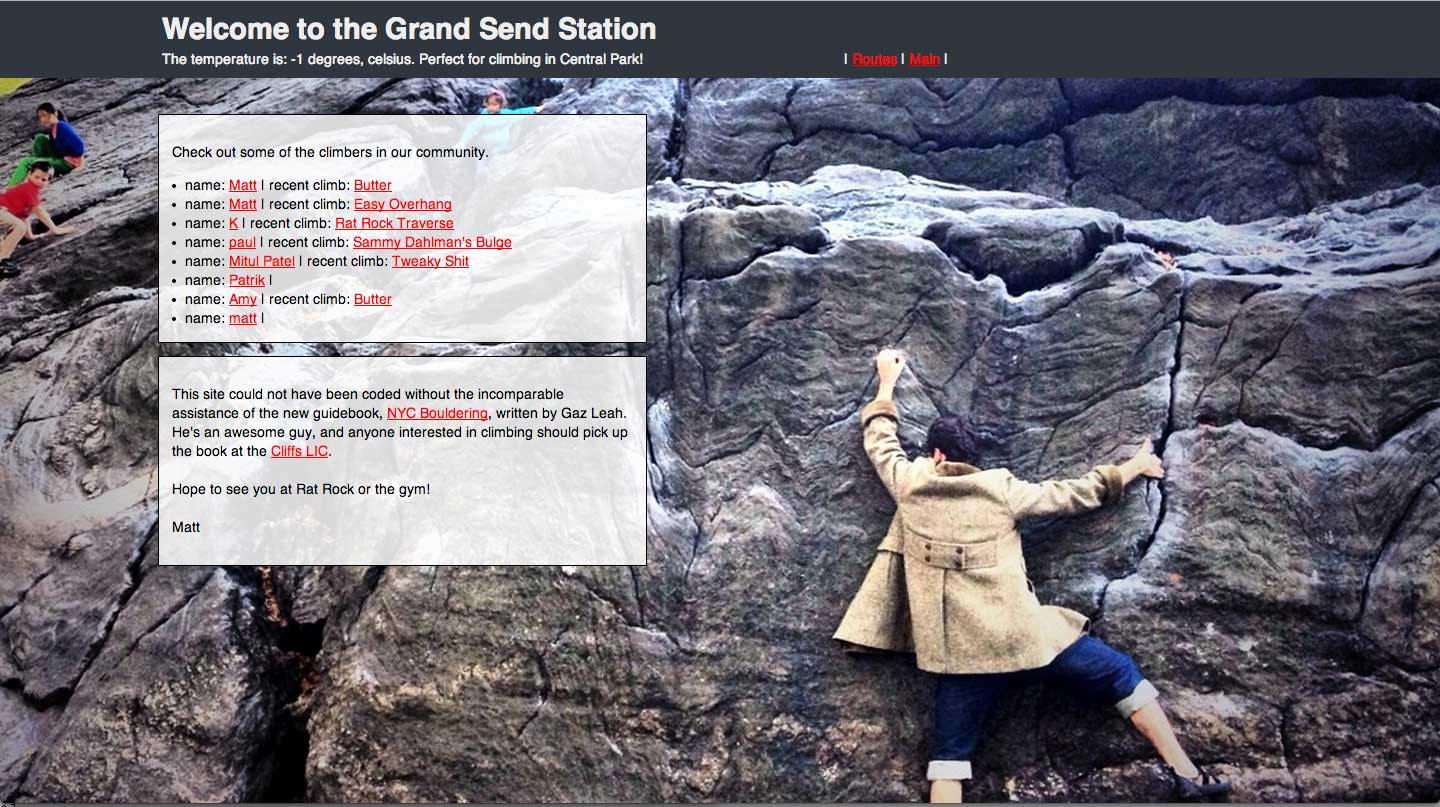 Welcome to the Grand Send Station
The temperature is: -1 degrees, celsius. Perfect for climbing in Central Park!
| Routes | Main |
Check out some of the climbers in our community.
• name: Matt | recent climb: Butter
• name: Matt | recent climb: Easy Overhang
• name: K | recent climb: Rat Rock Traverse
• name: paul | recent climb: Sammy Dahlman's Bulge
• name: Mitul Patel | recent climb: Tweaky Shit
• name: Patrik |
• name: Amy | recent climb: Butter
• name: matt |
This site could not have been coded without the incomparable
assistance of the new guidebook, NYC Bouldering, written by Gaz Leah.
He's an awesome guy, and anyone interested in climbing should pick up
the book at the Cliffs LIC.
Hope to see you at Rat Rock or the gym!
Matt